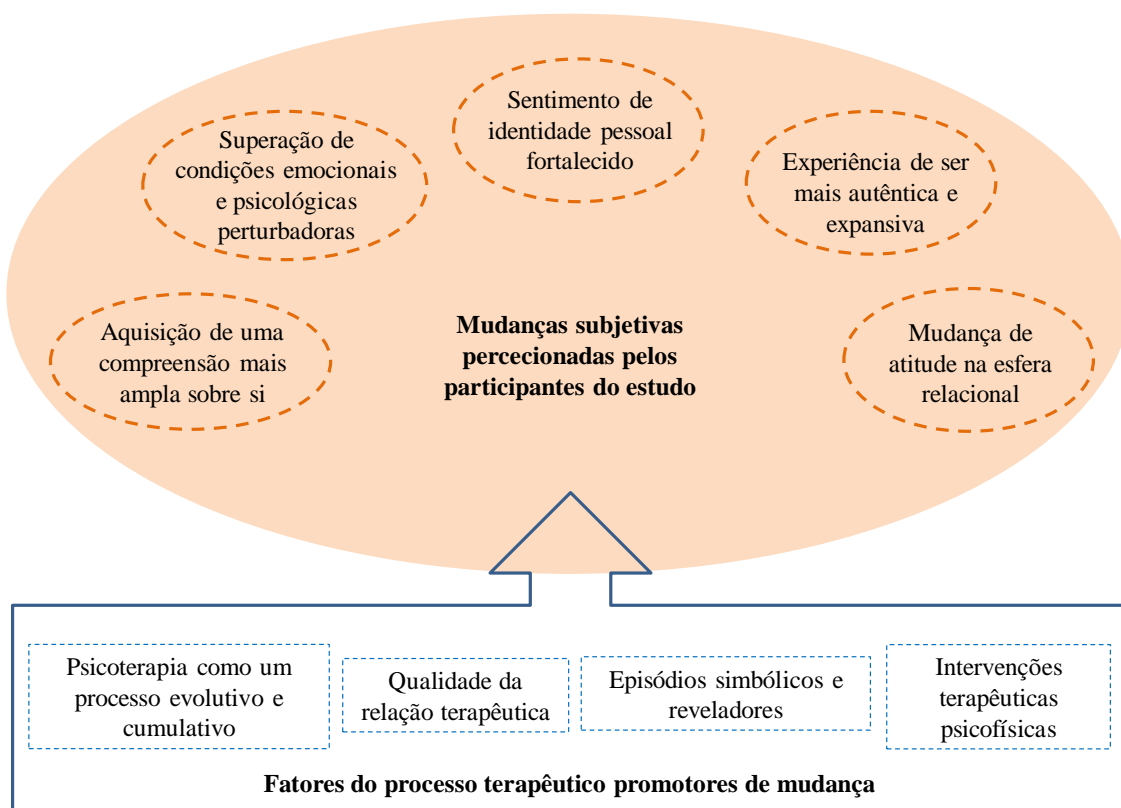 Sentimento de
identidade pessoal
fortalecido
Superação de
condições emocionais
e psicológicas
perturbadoras
Experiência de ser
mais autêntica e
expansiva
Aquisição de uma
compreensão mais
ampla sobre si
Mudanças subjetivas
percecionadas pelos
participantes do estudo
Mudança de
atitude na esfera
relacional
Psicoterapia como um
processo evolutivo e
cumulativo
Qualidade da
relação terapêutica
Episódios simbólicos e
reveladores
Intervenções
terapêuticas
psicofísicas
Fatores do processo terapêutico promotores de mudança